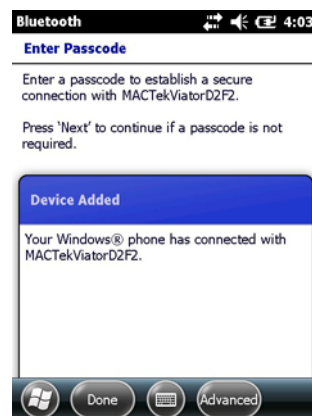 Bluetooth 4:03
Enter Passcode
Enter a passcode to establish a secure
connection with MACTekViatorD2F2.
Press 'Next' to continue if a passcode is not
required.
Device Added
Your Windows® phone has connected with
MACTekViatorD2F2.
Done Advanced